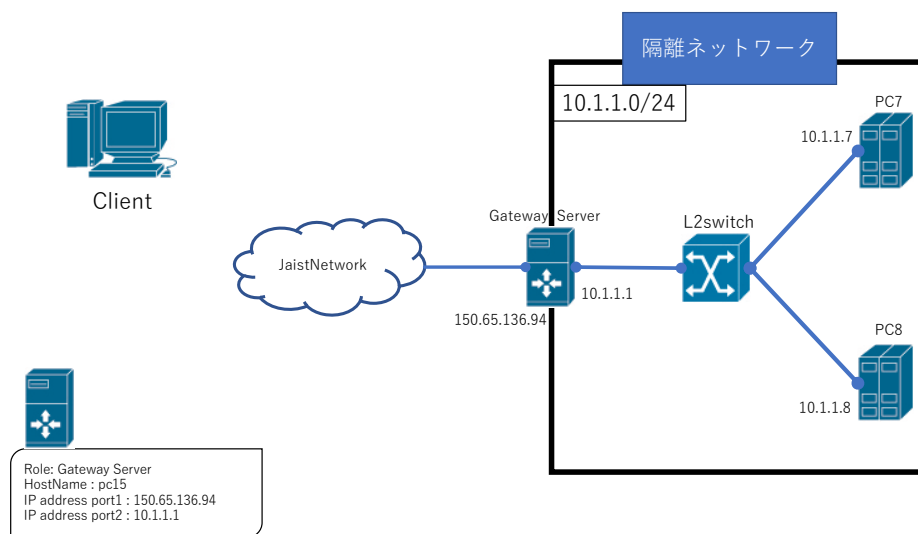 隔離ネットワーク
10.1.1.0/24
PC7
10.1.1.7
Client
Gateway Server
L2switch
JaistNetwork
10.1.1.1
150.65.136.94
PC8
10.1.1.8
Role: Gateway Server
HostName : pc15
IP address port1 : 150.65.136.94
IP address port2 : 10.1.1.1